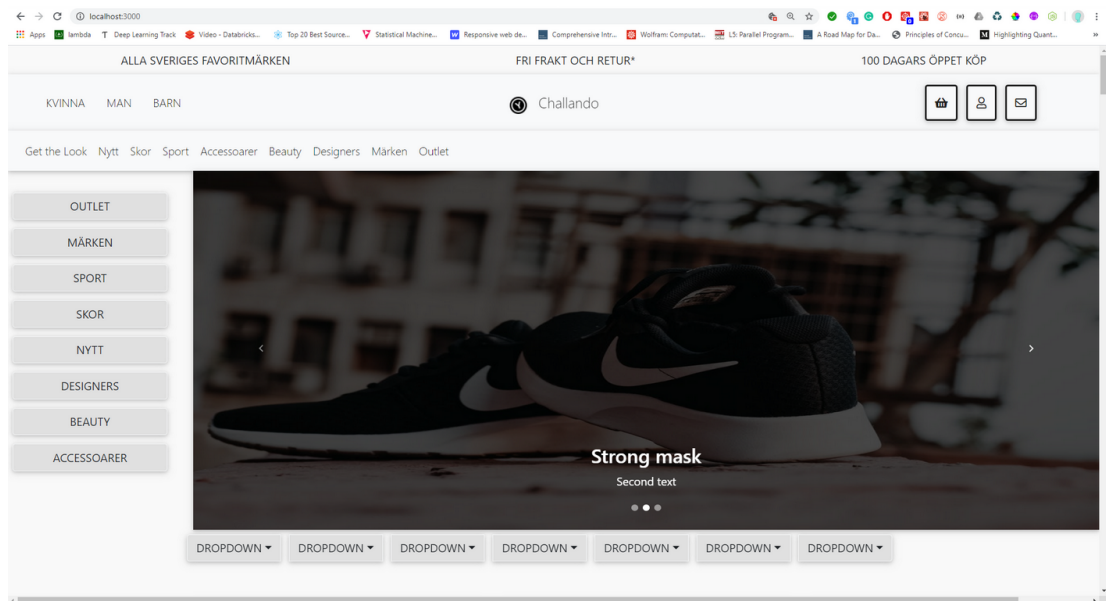 localhost:3000
Apps lambda Deep Learning Track Video - Databricks... Top 20 Best Source... Statistical Machine... Responsive web de... Comprehensive Intr... Wolfram: Computat... L5: Parallel Program... A Road Map for Da... Principles of Concu... Highlighting Quant...
ALLA SVERIGES FAVORITMÄRKEN FRI FRAKT OCH RETUR* 100 DAGARS ÖPPET KÖP
KVINNA MAN BARN Challando
Get the Look Nytt Skor Sport Accessoarer Beauty Designers Märken Outlet
OUTLET
MÄRKEN
SPORT
SKOR
NYTT
DESIGNERS
BEAUTY
ACCESSOARER
Strong mask
Second text
DROPDOWN DROPDOWN DROPDOWN DROPDOWN DROPDOWN DROPDOWN DROPDOWN